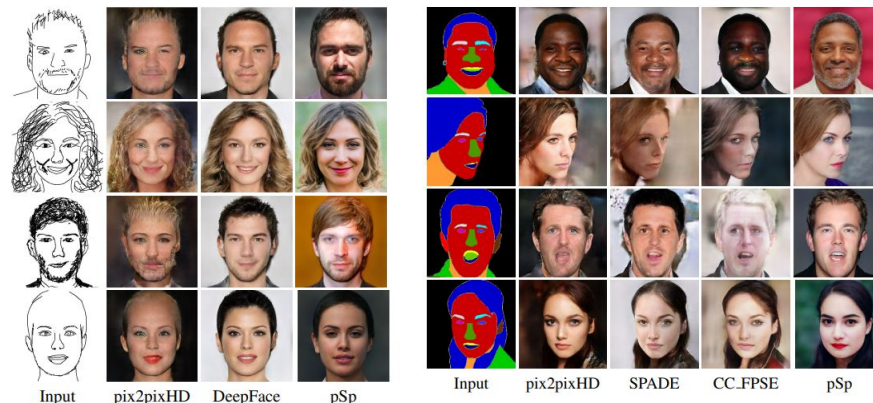 Input pix2pixHD DeepFace pSp
Input pix2pixHD SPADE CC_FPSE pSp